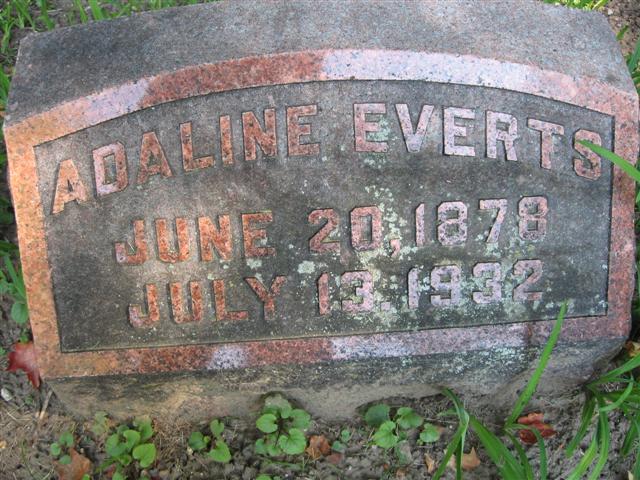 ADALINE EVERTS
JUNE 20, 1878
JULY 13, 1932